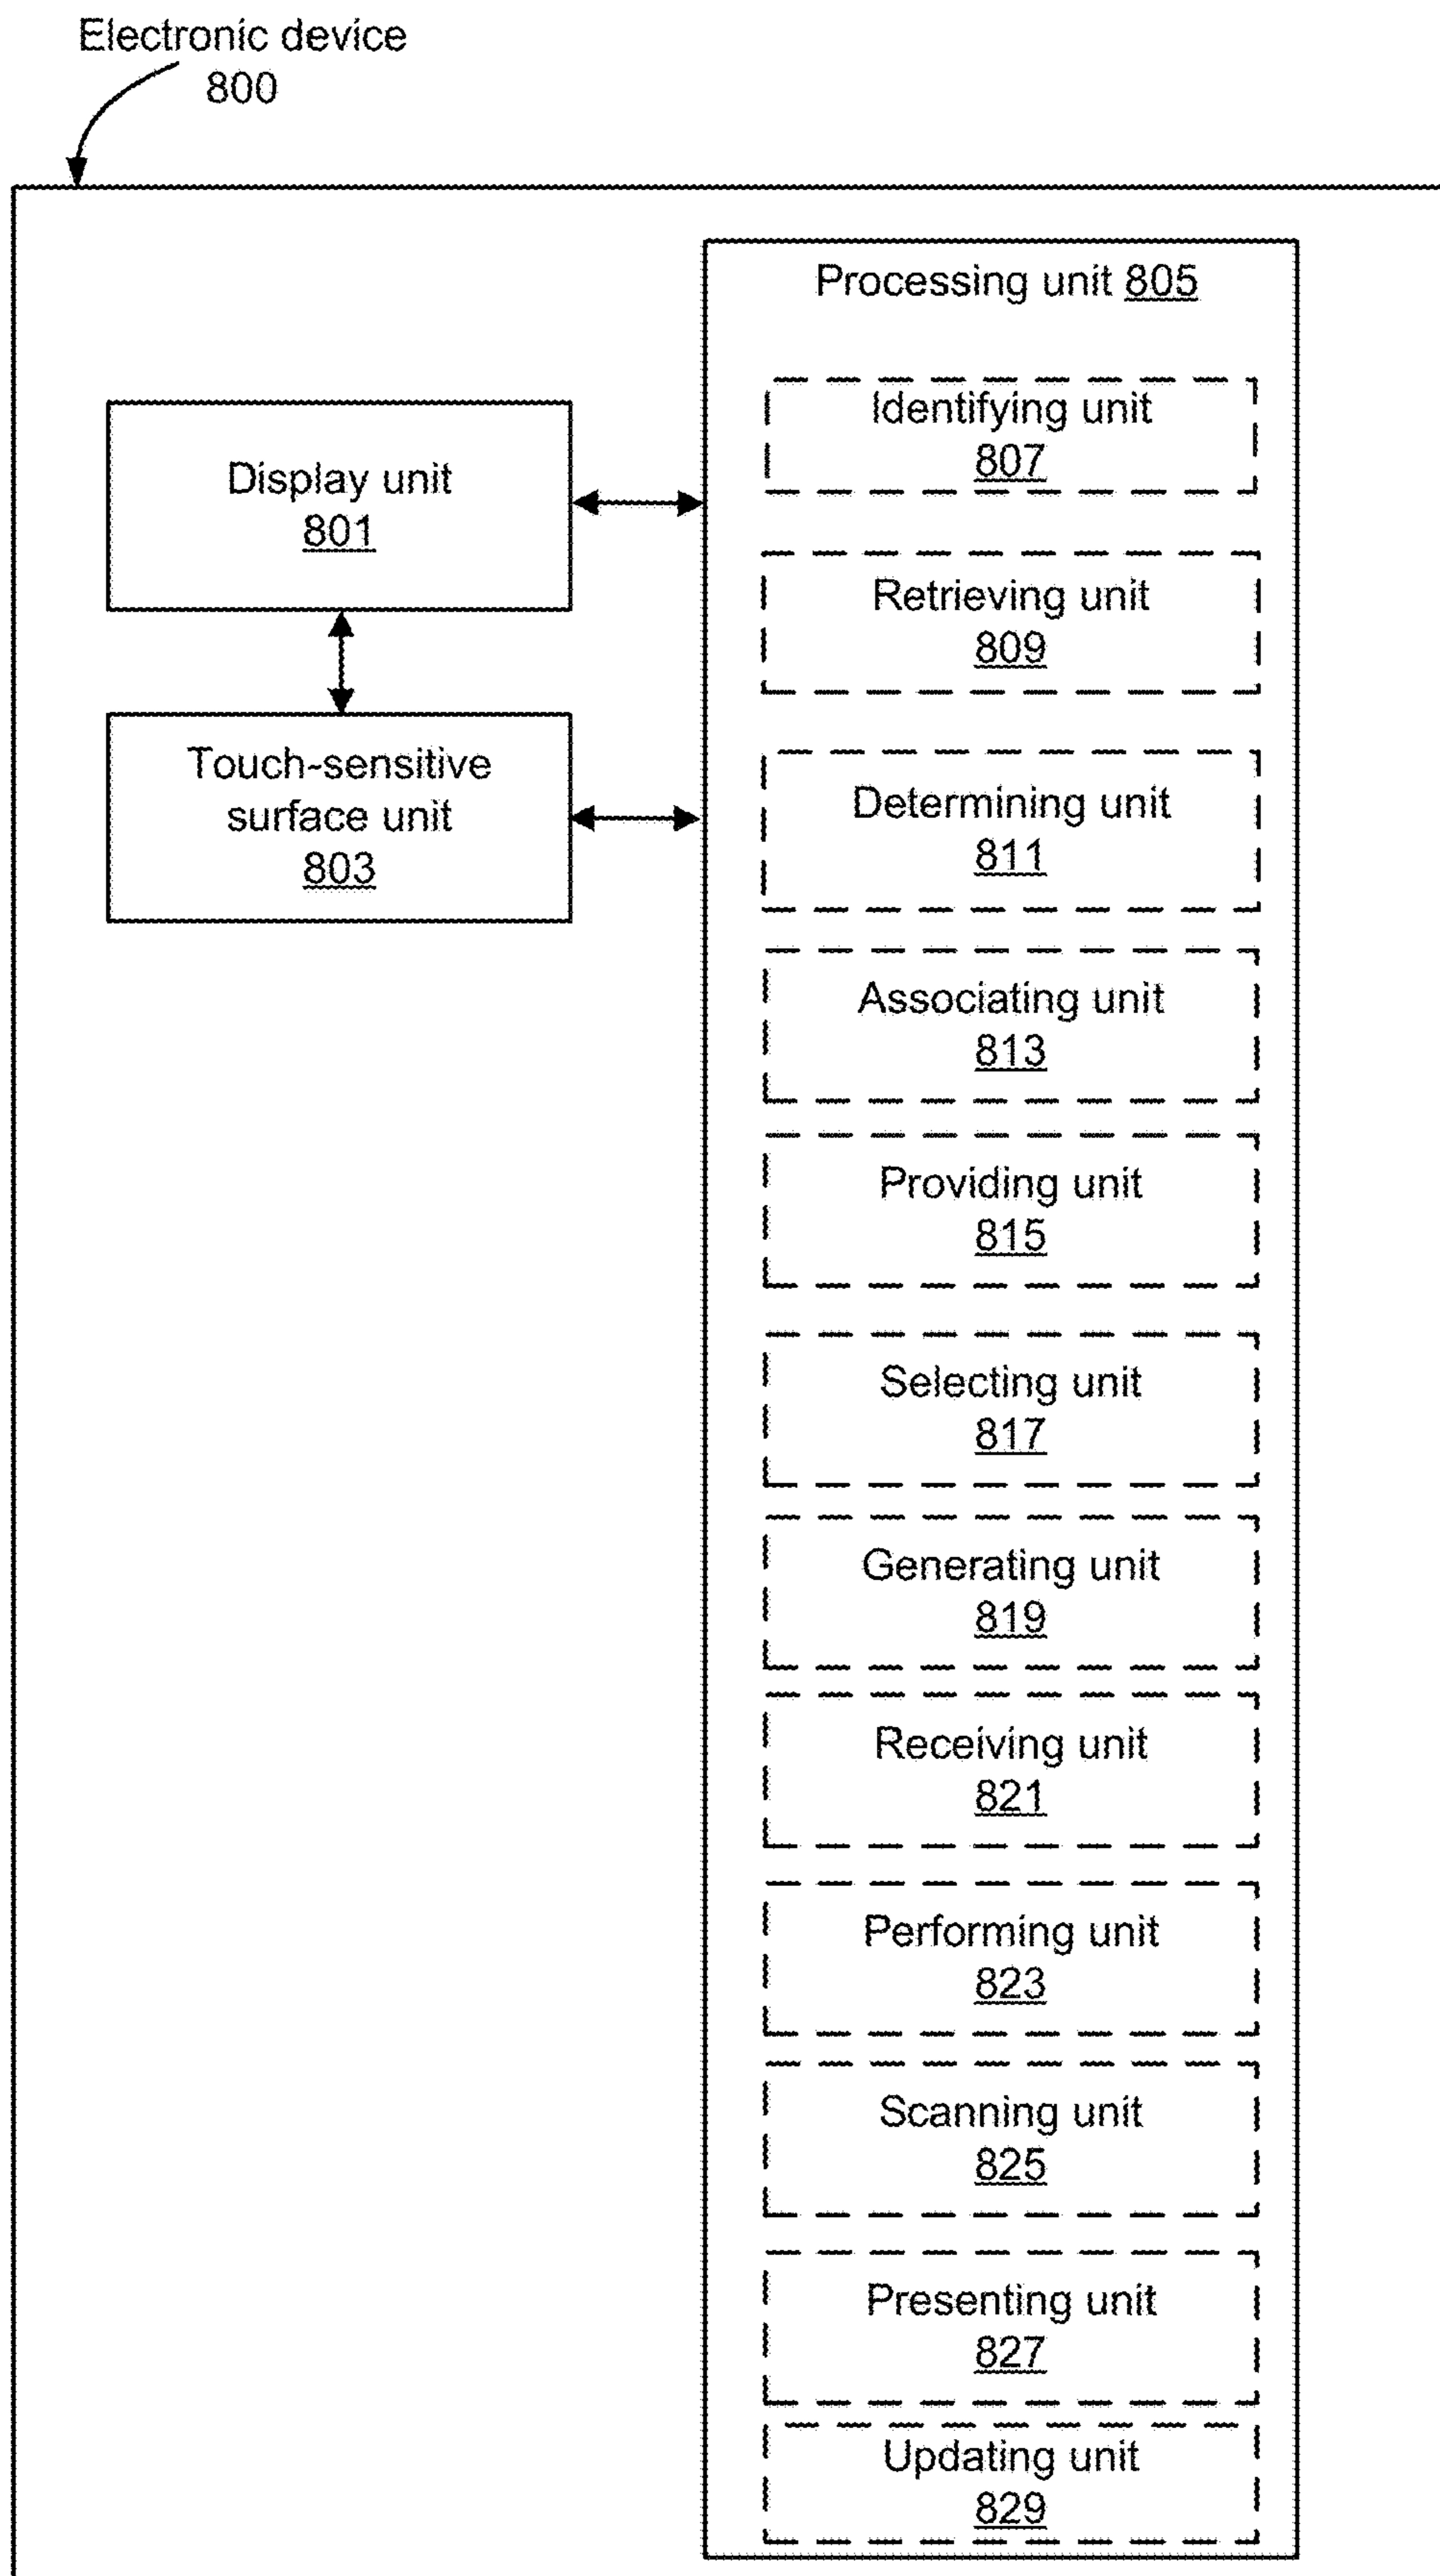 Electronic device
800
Processing unit 805
Display unit
801
Touch-sensitive
surface unit
803
Identifying unit
807
Retrieving unit
809
Determining unit
811
Associating unit
813
Providing unit
815
Selecting unit
817
Generating unit
819
Receiving unit
821
Performing unit
823
Scanning unit
825
Presenting unit
827
Updating unit
829